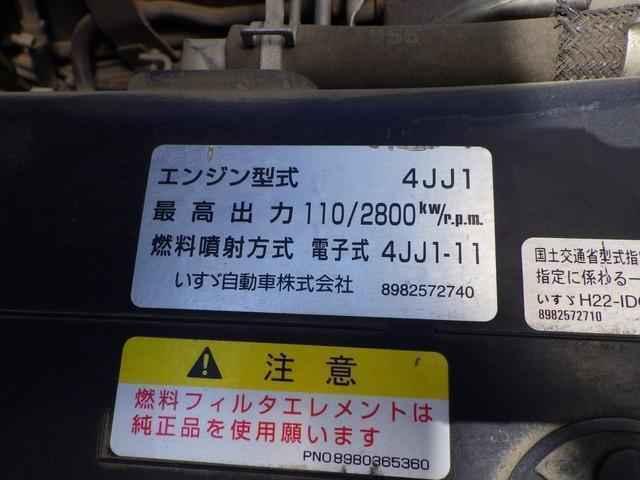 エンジン型式 4JJ1
最高出力 110/2800kw/r.p.m.
燃料噴射方式 電子式 4JJ1-11
いすゞ自動車株式会社 8982572740
国土交通省型式指
指定に係わる一
いすゞH22-ID
8982572710
注意
燃料フィルタエレメントは
純正品を使用願います
PNO.8980365360